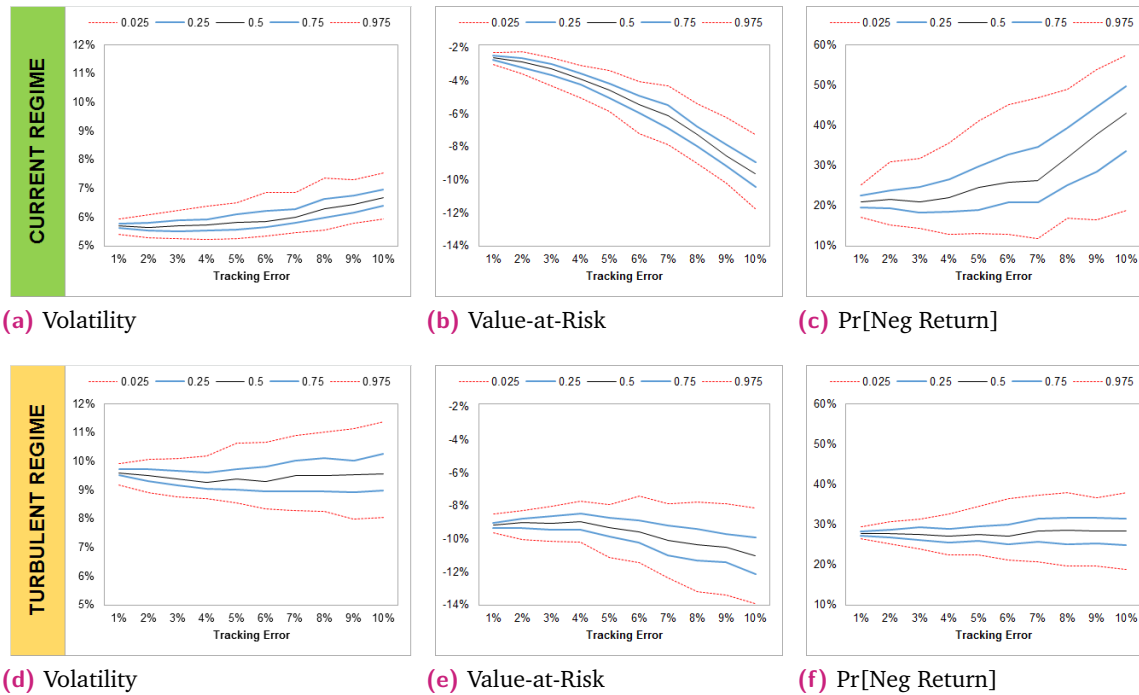 CURRENT REGIME
0.025 0.25 0.5 0.75 0.975
12%
11%
10%
9%
8%
7%
6%
5%
1% 2% 3% 4% 5% 6% 7% 8% 9% 10%
Tracking Error
(a) Volatility
0.025 0.25 0.5 0.75 0.975
-2%
-4%
-6%
-8%
-10%
-12%
-14%
1% 2% 3% 4% 5% 6% 7% 8% 9% 10%
Tracking Error
(b) Value-at-Risk
0.025 0.25 0.5 0.75 0.975
60%
50%
40%
30%
20%
10%
1% 2% 3% 4% 5% 6% 7% 8% 9% 10%
Tracking Error
(c) Pr[Neg Return]
TURBULENT REGIME
0.025 0.25 0.5 0.75 0.975
12%
11%
10%
9%
8%
7%
6%
5%
1% 2% 3% 4% 5% 6% 7% 8% 9% 10%
Tracking Error
(d) Volatility
0.025 0.25 0.5 0.75 0.975
-2%
-4%
-6%
-8%
-10%
-12%
-14%
1% 2% 3% 4% 5% 6% 7% 8% 9% 10%
Tracking Error
(e) Value-at-Risk
0.025 0.25 0.5 0.75 0.975
60%
50%
40%
30%
20%
10%
1% 2% 3% 4% 5% 6% 7% 8% 9% 10%
Tracking Error
(f) Pr[Neg Return]